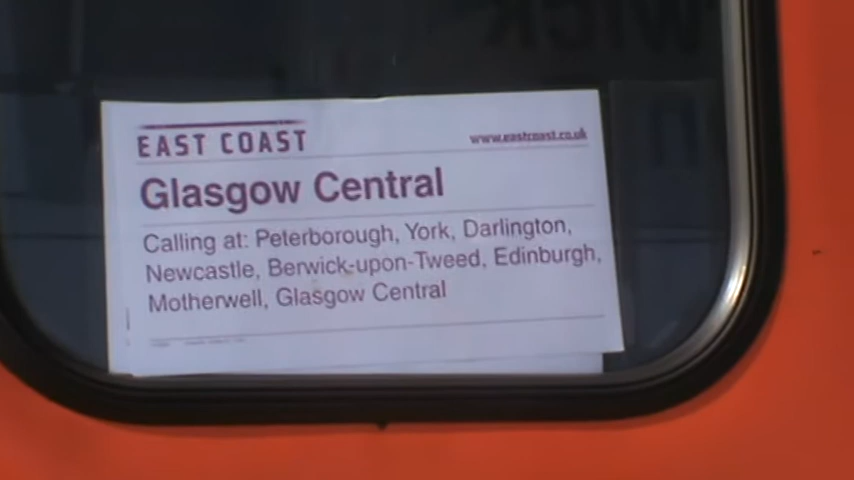 EAST COAST
www.eastcoast.co.uk
Glasgow Central
Calling at: Peterborough, York, Darlington,
Newcastle, Berwick-upon-Tweed, Edinburgh,
Motherwell, Glasgow Central